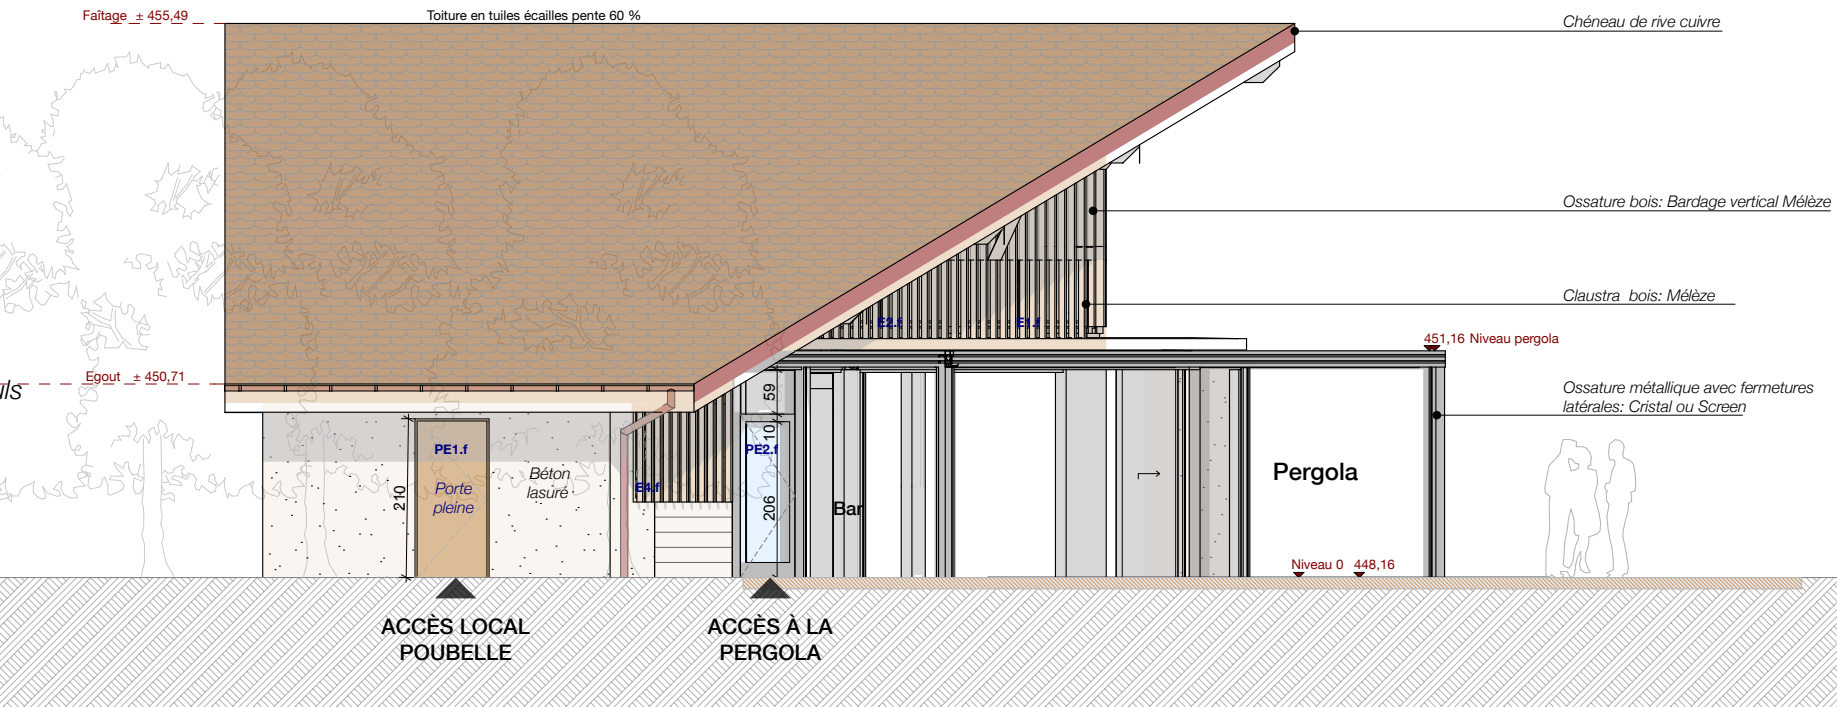 Faîtage ± 455,49
Toiture en tuiles écailles pente 60 %
Chéneau de rive cuivre
Ossature bois: Bardage vertical Mélèze
Claustra bois: Mélèze
E2.f
E1.f
451,16 Niveau pergola
Egout ± 450,71
Ossature métallique avec fermetures
latérales: Cristal ou Screen
59
10
PE1.f
PE2.f
Porte
pleine
Béton
lasuré
E4.f
210
206
Bar
Pergola
Niveau 0 448,16
ACCÈS LOCAL
POUBELLE
ACCÈS À LA
PERGOLA